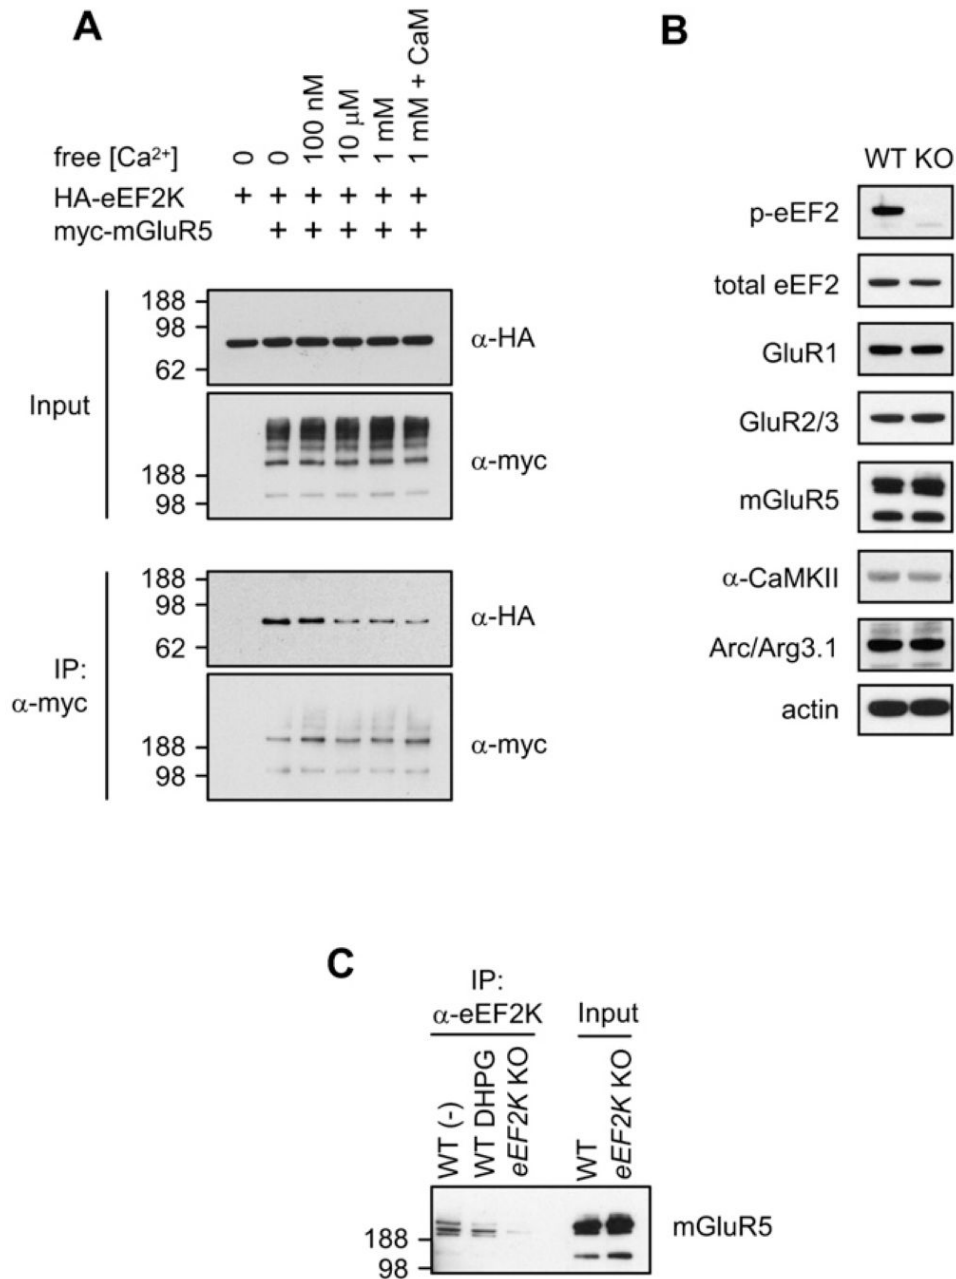 A
free [Ca²⁺] 0 0 100 nM 10 μM 1 mM 1 mM + CaM
HA-eEF2K + + + + + +
myc-mGluR5 + + + + +
Input
188
98
62
α-HA
188
98
α-myc
IP:
α-myc
188
98
62
α-HA
188
98
α-myc
B
WT KO
p-eEF2
total eEF2
GluR1
GluR2/3
mGluR5
α-CaMKII
Arc/Arg3.1
actin
C
IP:
α-eEF2K Input
WT (-) WT DHPG eEF2K KO WT eEF2K KO
188
98
mGluR5